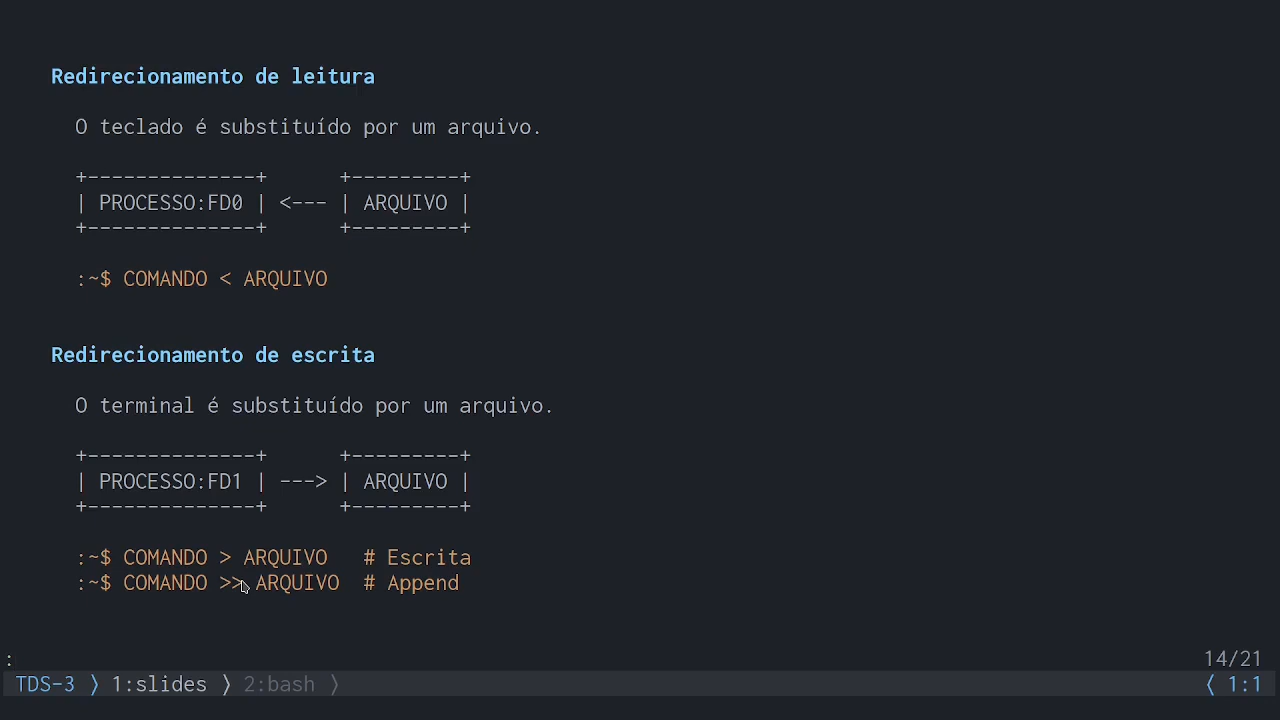 Redirecionamento de leitura
O teclado é substituído por um arquivo.
+--------------+      +---------+
| PROCESSO:FD0 | <--- | ARQUIVO |
+--------------+      +---------+
:~$ COMANDO < ARQUIVO
Redirecionamento de escrita
O terminal é substituído por um arquivo.
+--------------+      +---------+
| PROCESSO:FD1 | ---> | ARQUIVO |
+--------------+      +---------+
:~$ COMANDO > ARQUIVO   # Escrita
:~$ COMANDO >> ARQUIVO  # Append
: 14/21
TDS-3 ⟩ 1:slides ⟩ 2:bash ⟩ ⟨ 1:1